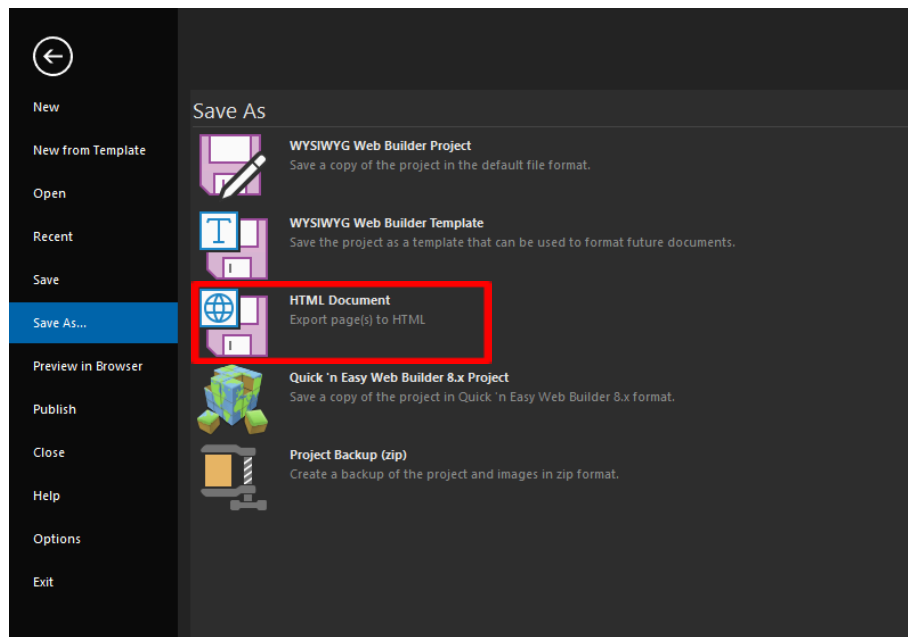 New
New from Template
Open
Recent
Save
Save As...
Preview in Browser
Publish
Close
Help
Options
Exit
Save As
WYSIWYG Web Builder Project
Save a copy of the project in the default file format.
WYSIWYG Web Builder Template
Save the project as a template that can be used to format future documents.
HTML Document
Export page(s) to HTML
Quick 'n Easy Web Builder 8.x Project
Save a copy of the project in Quick 'n Easy Web Builder 8.x format.
Project Backup (zip)
Create a backup of the project and images in zip format.